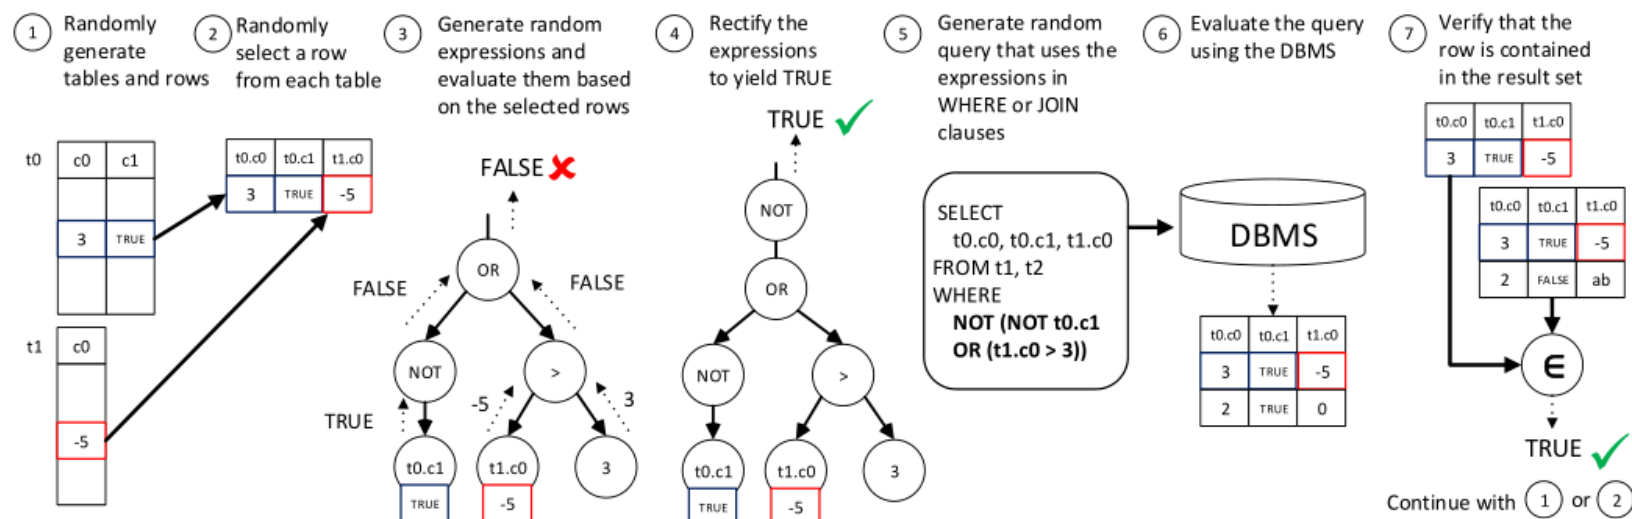 1 Randomly
generate
tables and rows
2 Randomly
select a row
from each table
3 Generate random
expressions and
evaluate them based
on the selected rows
4 Rectify the
expressions
to yield TRUE
5 Generate random
query that uses the
expressions in
WHERE or JOIN
clauses
6 Evaluate the query
using the DBMS
7 Verify that the
row is contained
in the result set
t0
c0 c1
3 TRUE
t1
c0
-5
t0.c0 t0.c1 t1.c0
3 TRUE -5
FALSE
OR
FALSE FALSE
NOT >
TRUE -5 3
t0.c1 t1.c0 3
TRUE -5
TRUE
NOT
OR
NOT >
t0.c1 t1.c0 3
TRUE -5
SELECT
t0.c0, t0.c1, t1.c0
FROM t1, t2
WHERE
NOT (NOT t0.c1
OR (t1.c0 > 3))
DBMS
t0.c0 t0.c1 t1.c0
3 TRUE -5
2 TRUE 0
t0.c0 t0.c1 t1.c0
3 TRUE -5
t0.c0 t0.c1 t1.c0
3 TRUE -5
2 FALSE ab
∈
TRUE
Continue with 1 or 2